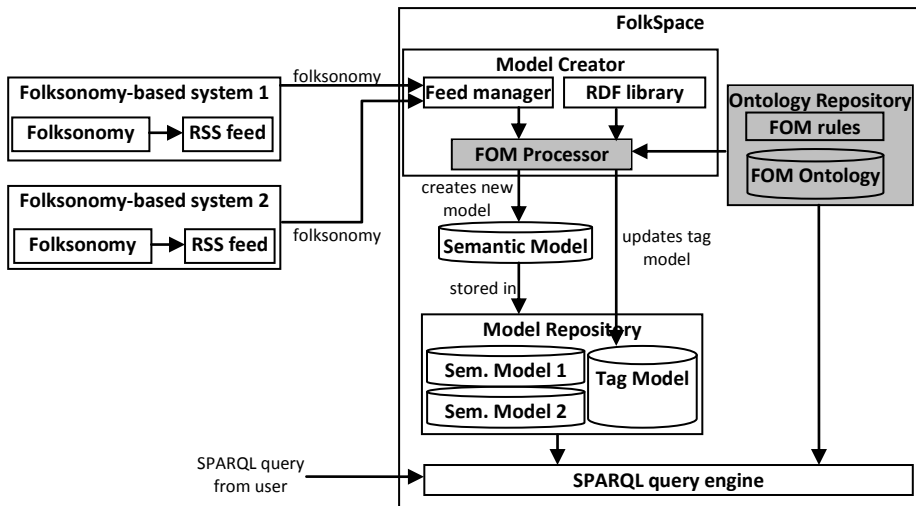 FolkSpace
Folksonomy-based system 1
Folksonomy
RSS feed
folksonomy
Folksonomy-based system 2
Folksonomy
RSS feed
folksonomy
Model Creator
Feed manager
RDF library
FOM Processor
Ontology Repository
FOM rules
FOM Ontology
creates new
model
Semantic Model
updates tag
model
stored in
Model Repository
Sem. Model 1
Sem. Model 2
Tag Model
SPARQL query
from user
SPARQL query engine